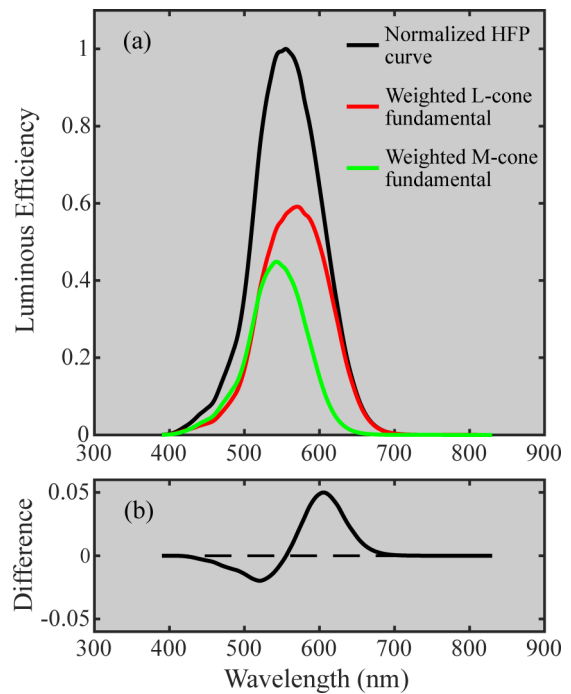 (a)
Normalized HFP
curve
Weighted L-cone
fundamental
Weighted M-cone
fundamental
Luminous Efficiency
1
0.8
0.6
0.4
0.2
0
300 400 500 600 700 800 900
(b)
Difference
0.05
0
-0.05
300 400 500 600 700 800 900
Wavelength (nm)